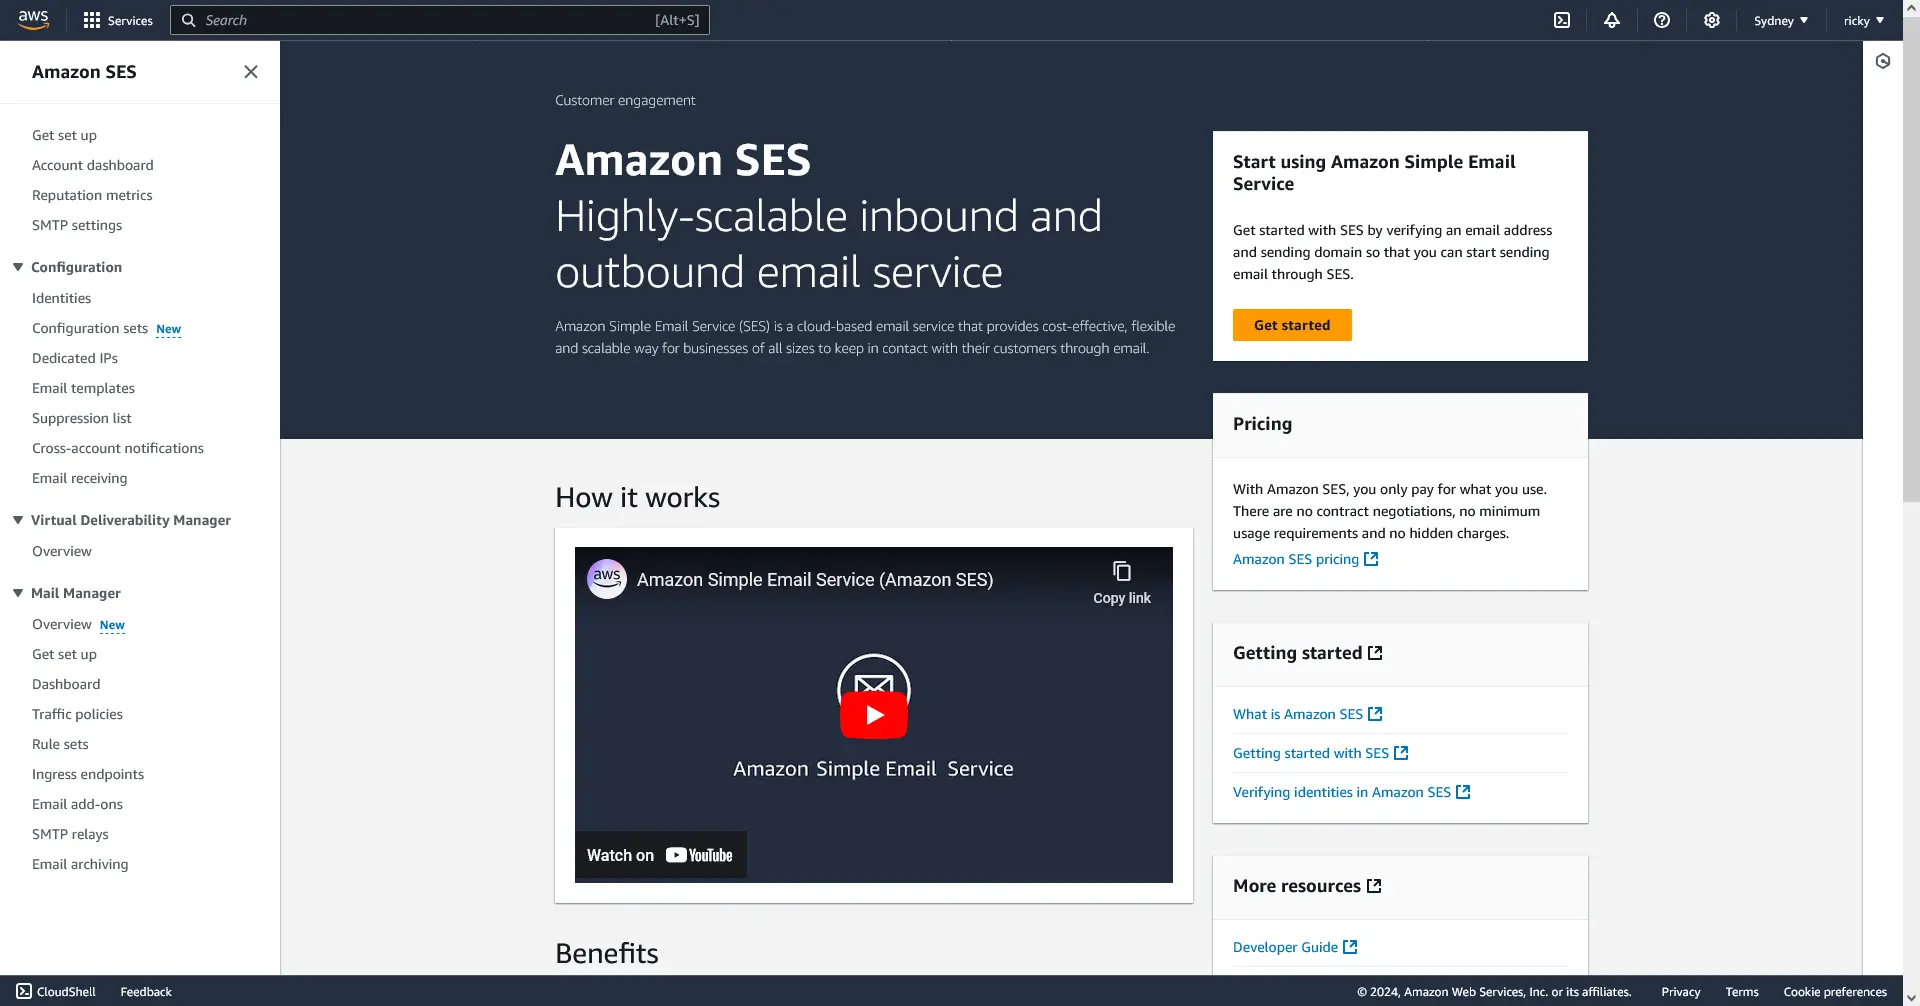 aws
Services
Search
[Alt+S]
Sydney
ricky
Amazon SES
Get set up
Account dashboard
Reputation metrics
SMTP settings
Configuration
Identities
Configuration sets New
Dedicated IPs
Email templates
Suppression list
Cross-account notifications
Email receiving
Virtual Deliverability Manager
Overview
Mail Manager
Overview New
Get set up
Dashboard
Traffic policies
Rule sets
Ingress endpoints
Email add-ons
SMTP relays
Email archiving
Customer engagement
Amazon SES
Highly-scalable inbound and
outbound email service
Amazon Simple Email Service (SES) is a cloud-based email service that provides cost-effective, flexible
and scalable way for businesses of all sizes to keep in contact with their customers through email.
Start using Amazon Simple Email
Service
Get started with SES by verifying an email address
and sending domain so that you can start sending
email through SES.
Get started
Pricing
With Amazon SES, you only pay for what you use.
There are no contract negotiations, no minimum
usage requirements and no hidden charges.
Amazon SES pricing
How it works
aws
Amazon Simple Email Service (Amazon SES)
Copy link
Amazon Simple Email Service
Watch on YouTube
Getting started
What is Amazon SES
Getting started with SES
Verifying identities in Amazon SES
More resources
Developer Guide
Benefits
CloudShell
Feedback
© 2024, Amazon Web Services, Inc. or its affiliates.
Privacy
Terms
Cookie preferences